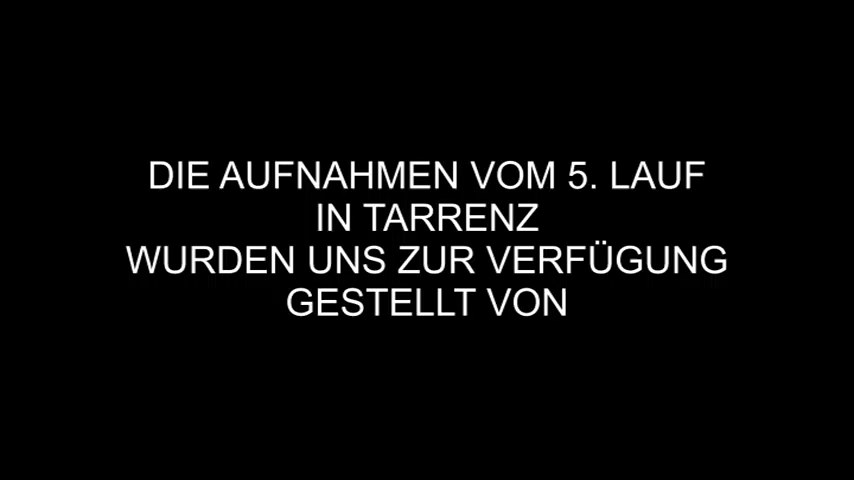 DIE AUFNAHMEN VOM 5. LAUF
IN TARRENZ
WURDEN UNS ZUR VERFÜGUNG
GESTELLT VON